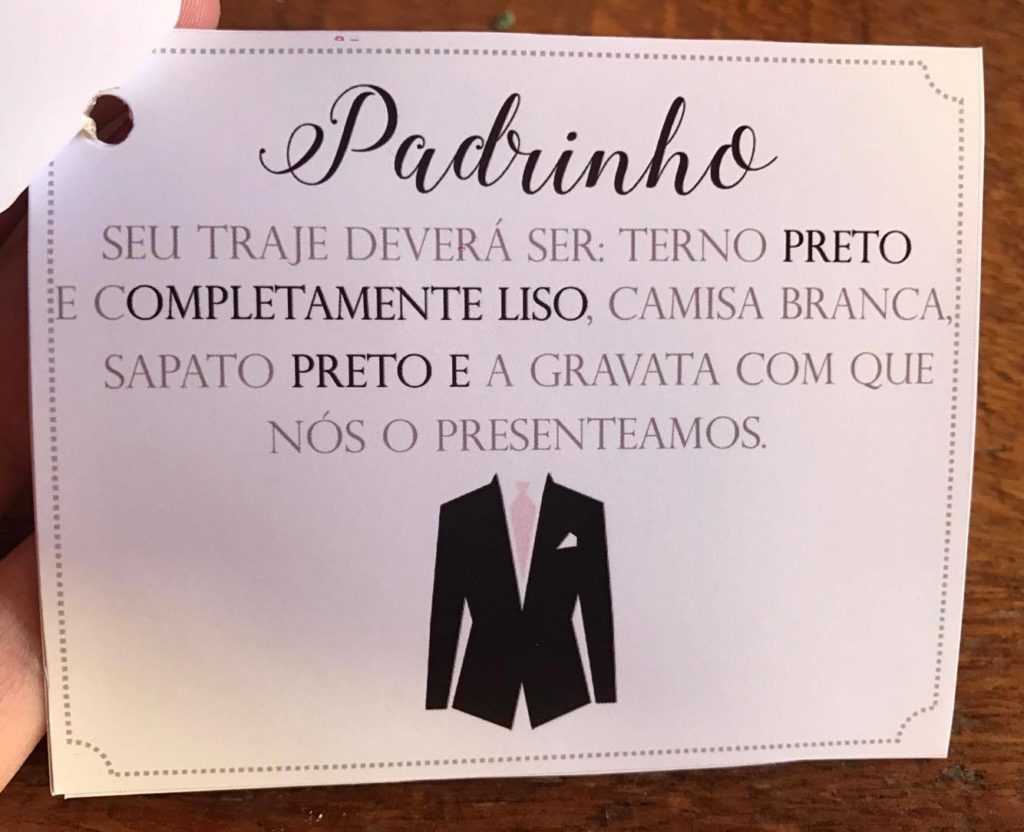 Padrinho
SEU TRAJE DEVERÁ SER: TERNO PRETO
E COMPLETAMENTE LISO, CAMISA BRANCA,
SAPATO PRETO E A GRAVATA COM QUE
NÓS O PRESENTEAMOS.